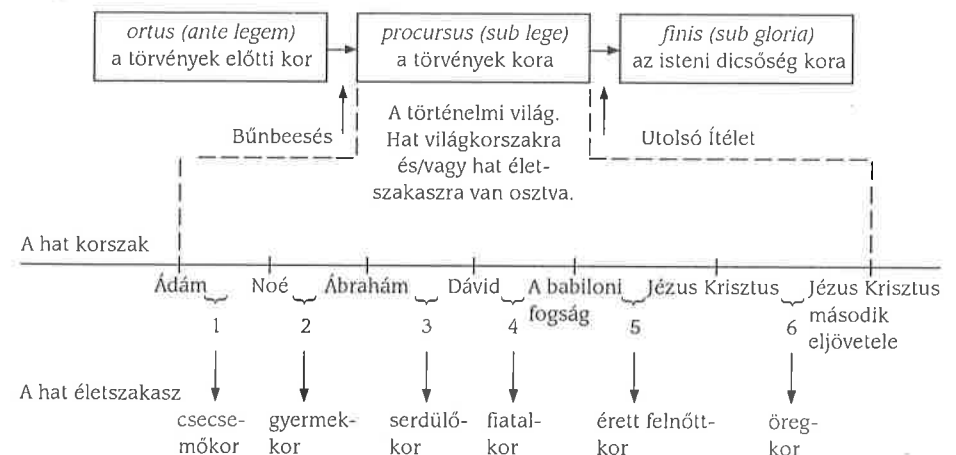 ortus (ante legem)
a törvények előtti kor
procursus (sub lege)
a törvények kora
finis (sub gloria)
az isteni dicsőség kora
Bűnbeesés
A történelmi világ.
Hat világkorszakra
és/vagy hat élet-
szakaszra van osztva.
Utolsó Ítélet
A hat korszak
Ádám
Noé
Ábrahám
Dávid
A babiloni
fogság
Jézus Krisztus
Jézus Krisztus
második
eljövetele
1
2
3
4
5
6
A hat életszakasz
csecse-
mőkor
gyermek-
kor
serdülő-
kor
fiatal-
kor
érett felnőtt-
kor
öreg-
kor